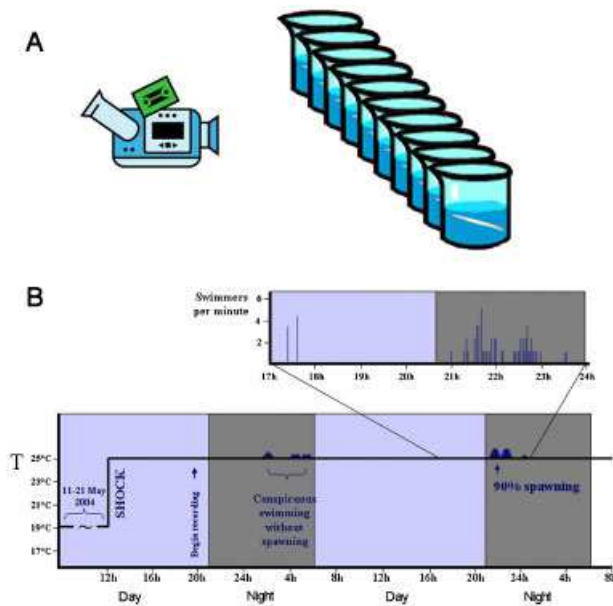 A
B
Swimmers
per minute
6
4
2
17h 18h 19h 20h 21h 22h 23h 24h
T
25°C
23°C
21°C
19°C
17°C
11-21 May
2004
SHOCK
Begin recording
Conspicuous
swimming
without
spawning
90% spawning
12h 16h 20h 24h 4h 8h 12h 16h 20h 24h 4h 8h
Day Night Day Night